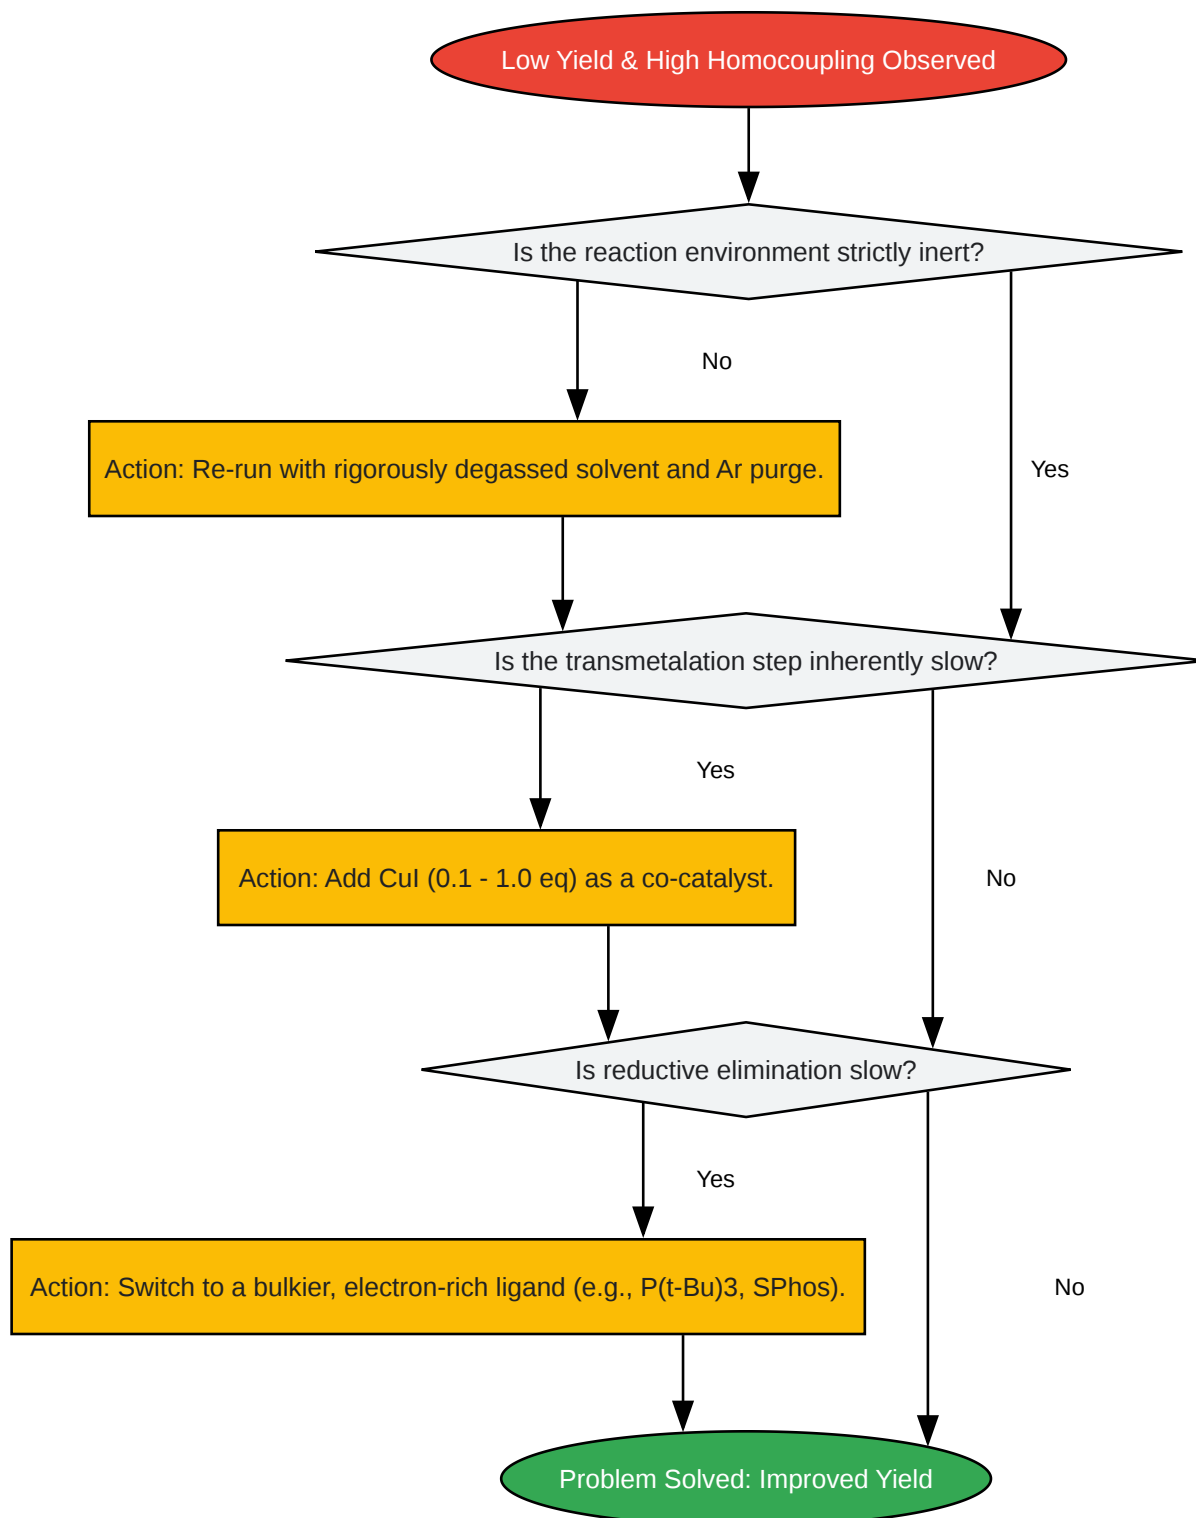 Low Yield & High Homocoupling Observed
Is the reaction environment strictly inert?
No
Action: Re-run with rigorously degassed solvent and Ar purge.
Yes
Is the transmetalation step inherently slow?
Yes
Action: Add CuI (0.1 - 1.0 eq) as a co-catalyst.
No
Is reductive elimination slow?
Yes
Action: Switch to a bulkier, electron-rich ligand (e.g., P(t-Bu)3, SPhos).
No
Problem Solved: Improved Yield